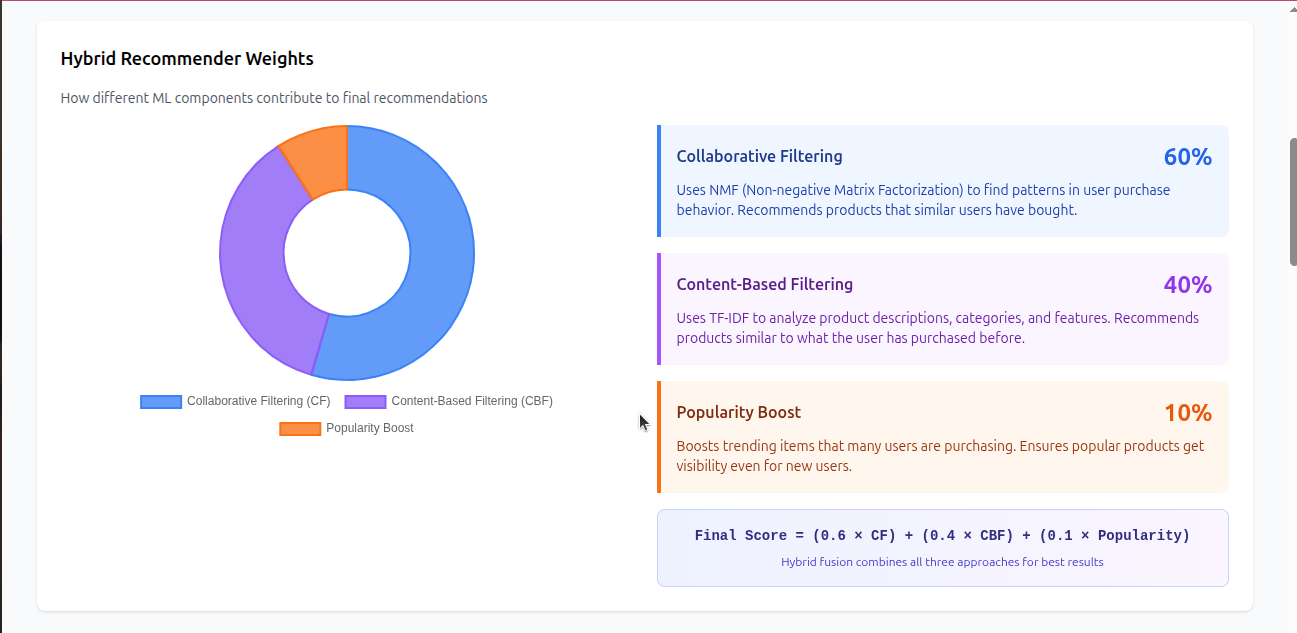 Hybrid Recommender Weights
How different ML components contribute to final recommendations
Collaborative Filtering (CF)
Content-Based Filtering (CBF)
Popularity Boost
Collaborative Filtering
60%
Uses NMF (Non-negative Matrix Factorization) to find patterns in user purchase
behavior. Recommends products that similar users have bought.
Content-Based Filtering
40%
Uses TF-IDF to analyze product descriptions, categories, and features. Recommends
products similar to what the user has purchased before.
Popularity Boost
10%
Boosts trending items that many users are purchasing. Ensures popular products get
visibility even for new users.
Final Score = (0.6 × CF) + (0.4 × CBF) + (0.1 × Popularity)
Hybrid fusion combines all three approaches for best results